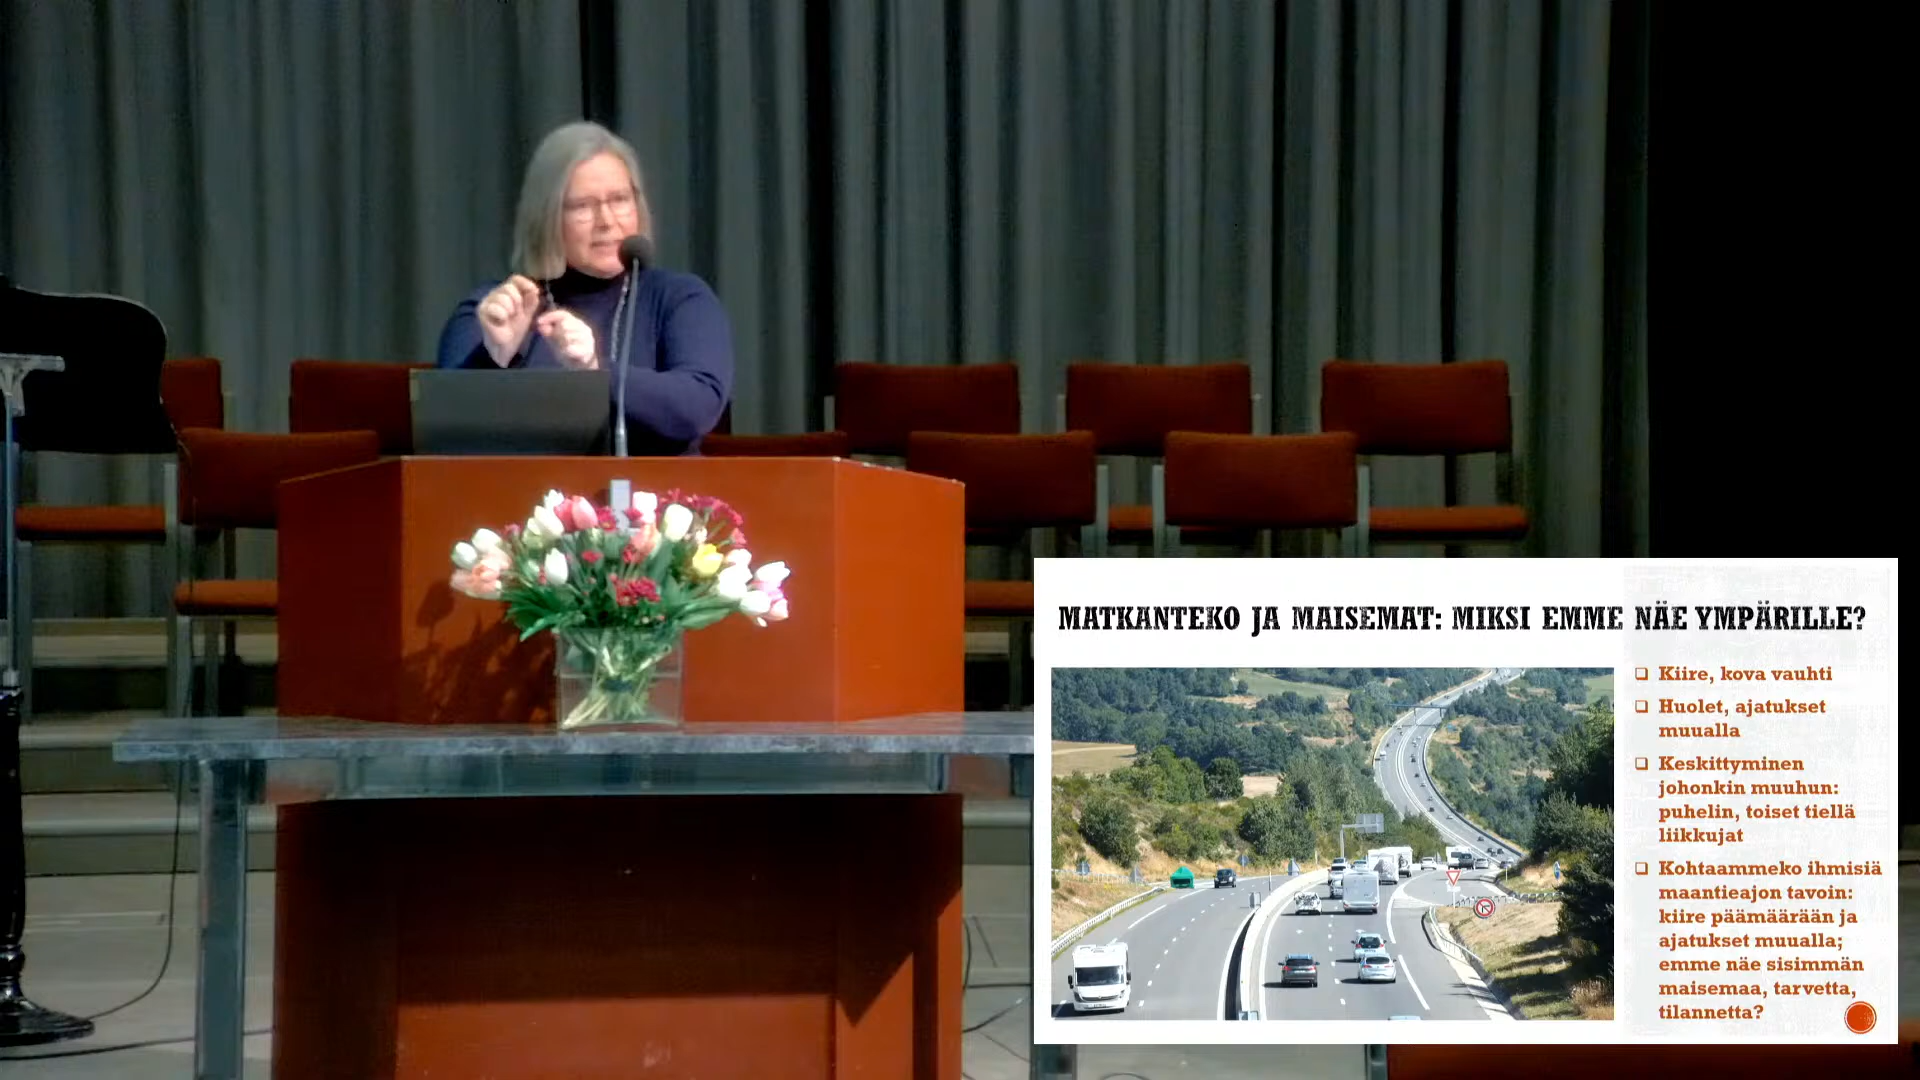 MATKANTEKO JA MAISEMAT: MIKSI EMME NÄE YMPÄRILLE?
Kiire, kova vauhti
Huolet, ajatukset
muualla
Keskittyminen
johonkin muuhun:
puhelin, toiset tiellä
liikkujat
Kohtaammeko ihmisiä
maantieajon tavoin:
kiire päämäärään ja
ajatukset muualla;
emme näe sisimmän
maisemaa, tarvetta,
tilannetta?